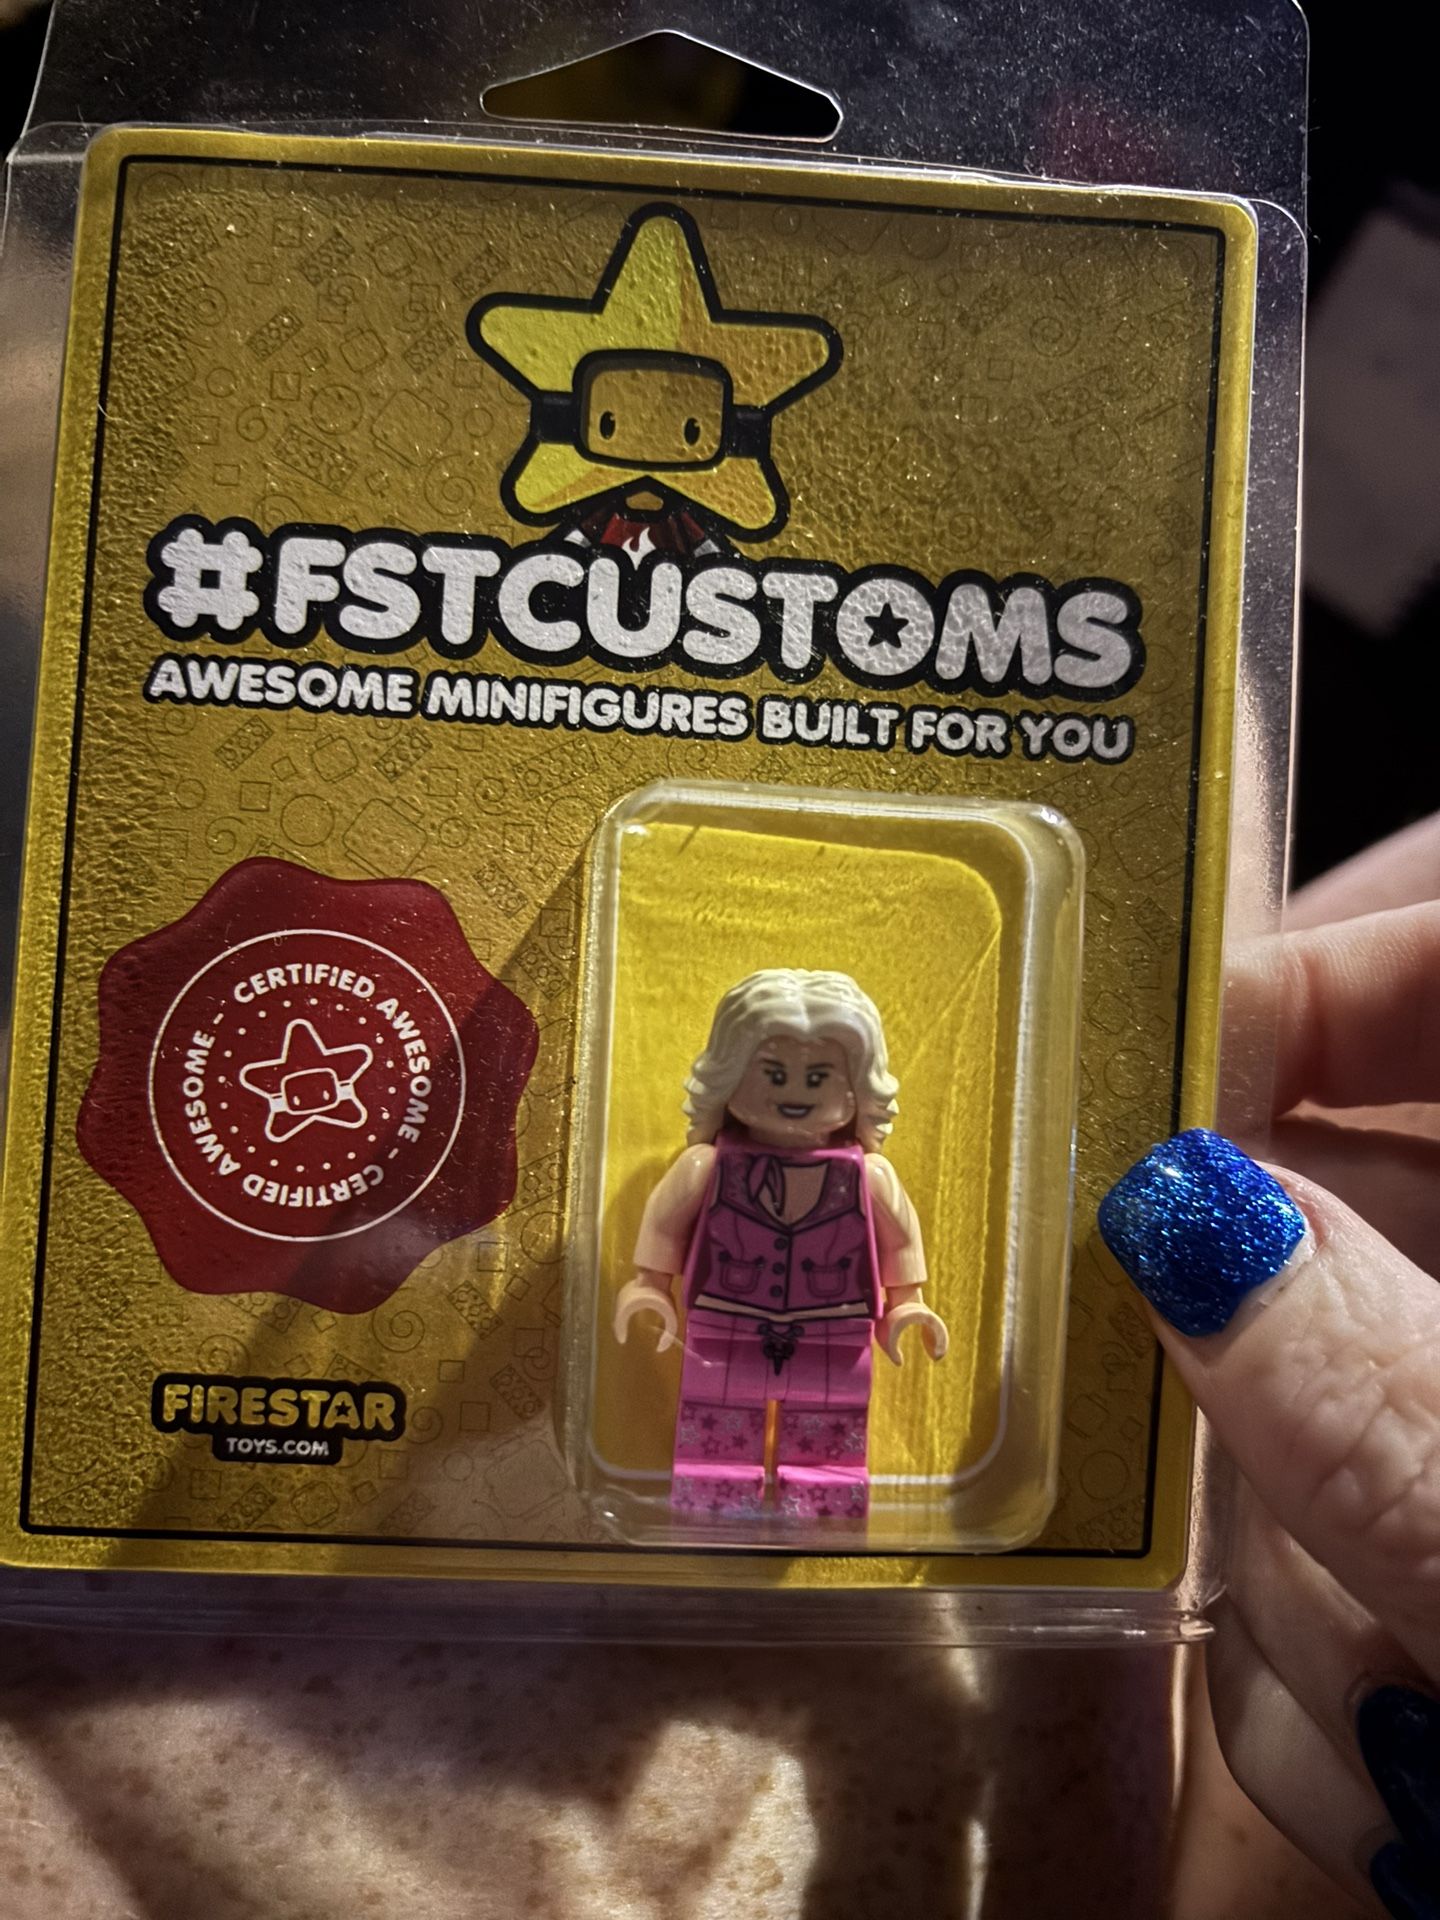 #FSTCUSTOMS
AWESOME MINIFIGURES BUILT FOR YOU
CERTIFIED AWESOME - CERTIFIED AWESOME -
FIRESTAR
TOYS.COM